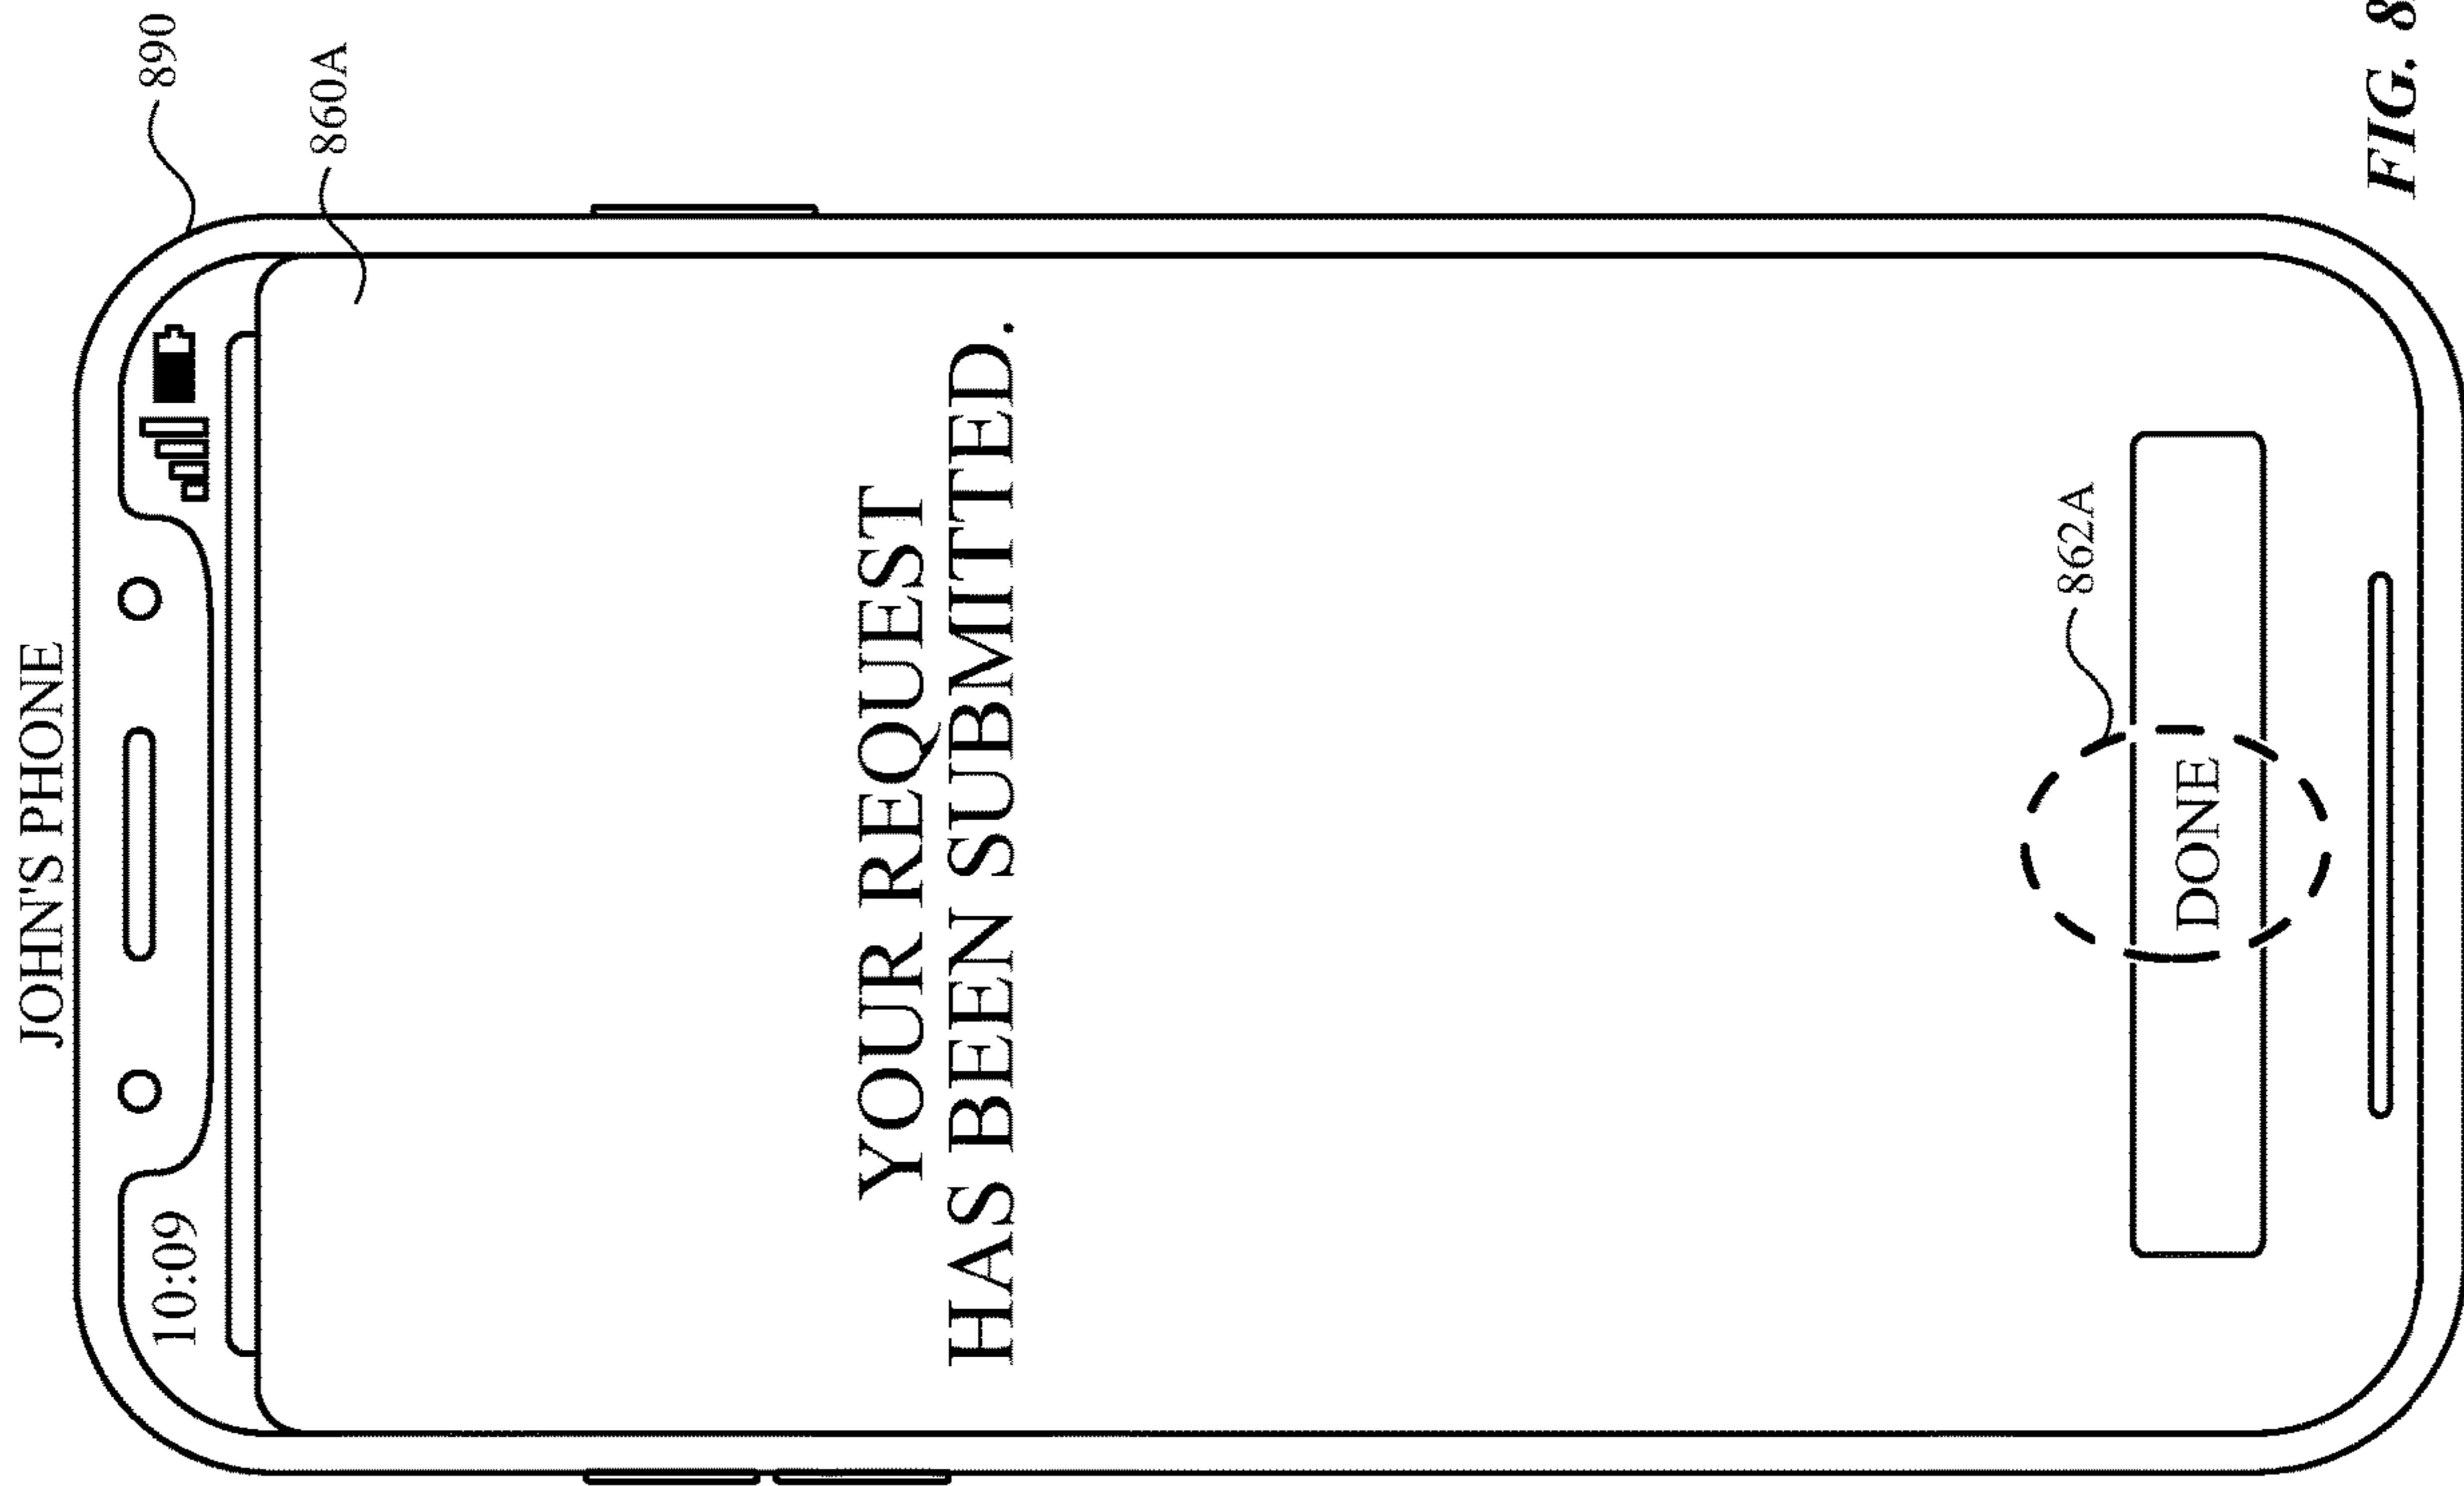 JOHN'S PHONE
890
10:09
860A
YOUR REQUEST
HAS BEEN SUBMITTED.
862A
DONE
FIG. 8